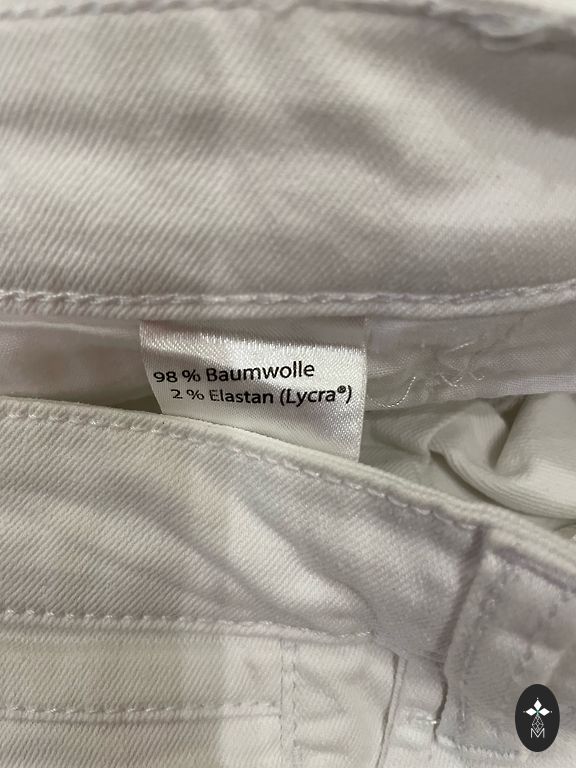 98 % Baumwolle
2 % Elastan (Lycra®)
M